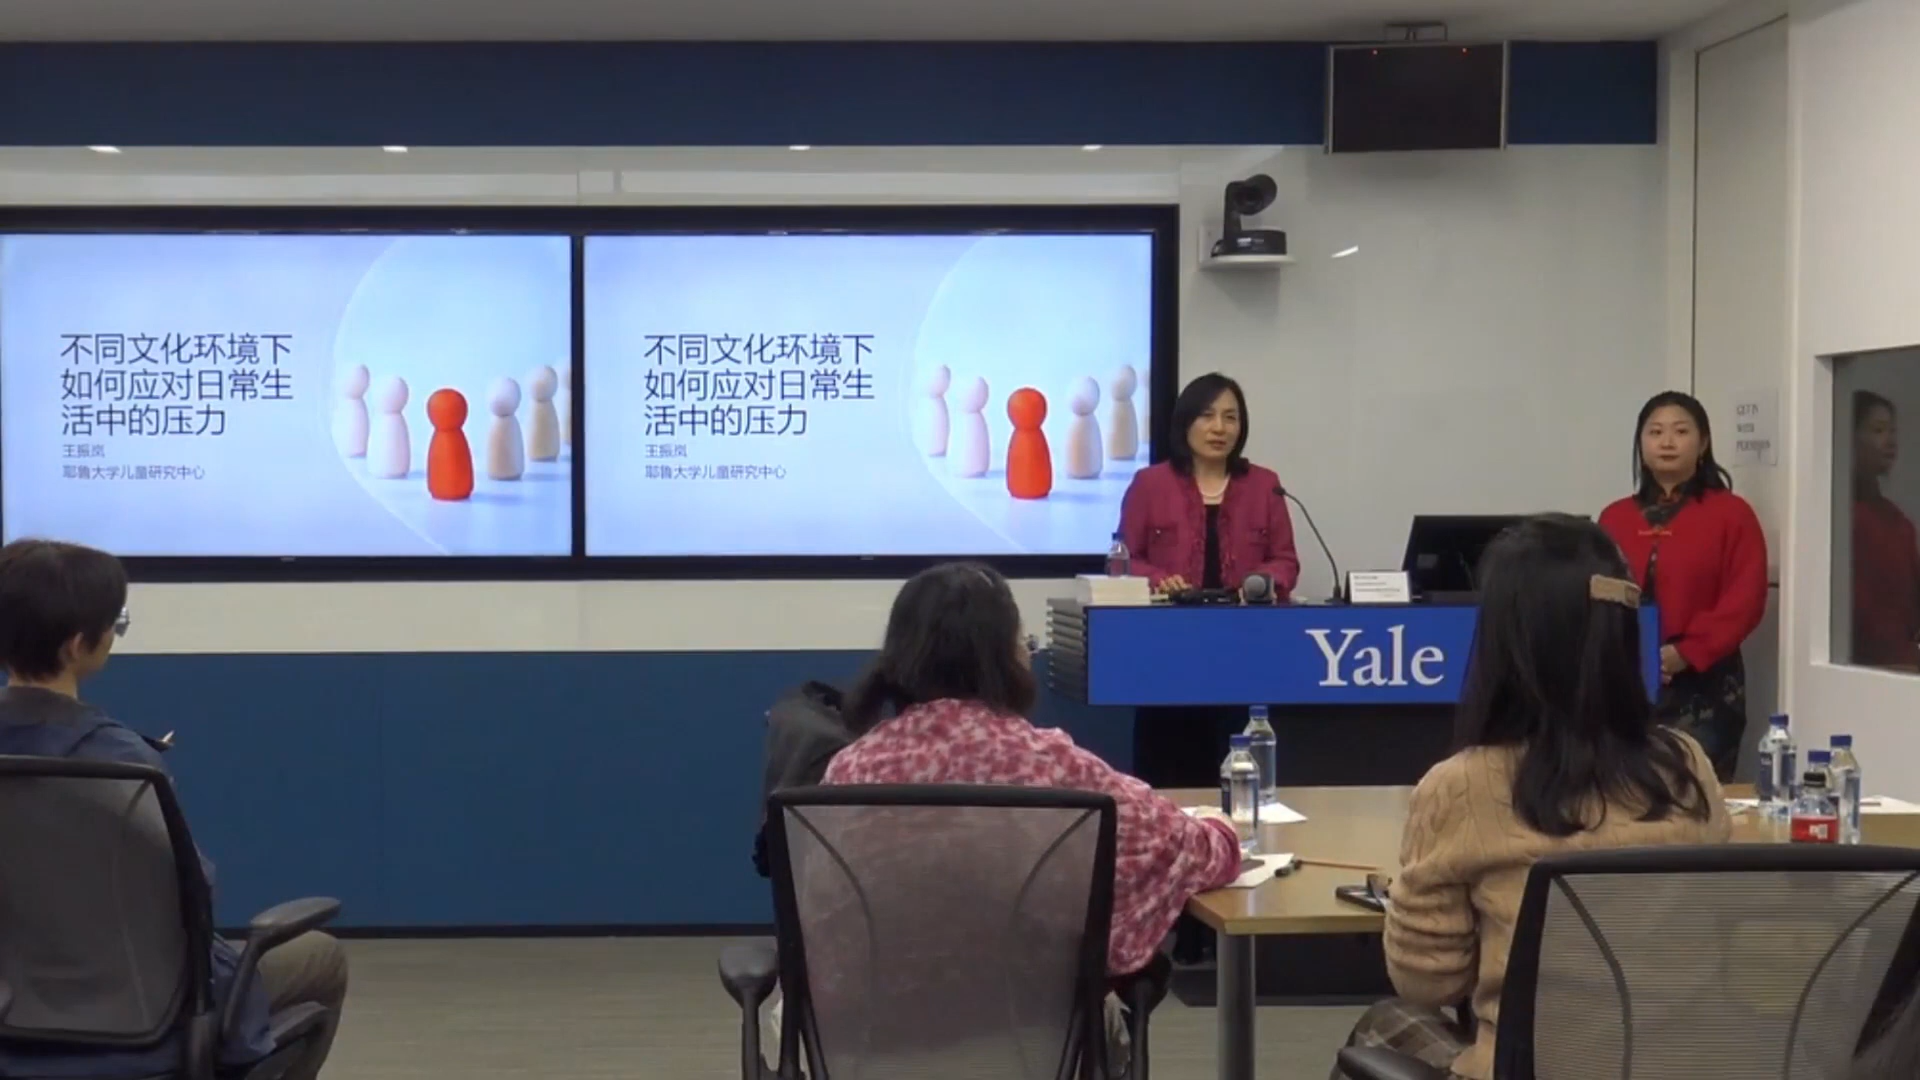 不同文化环境下
如何应对日常生
活中的压力
王振岚
耶鲁大学儿童研究中心
不同文化环境下
如何应对日常生
活中的压力
王振岚
耶鲁大学儿童研究中心
Yale